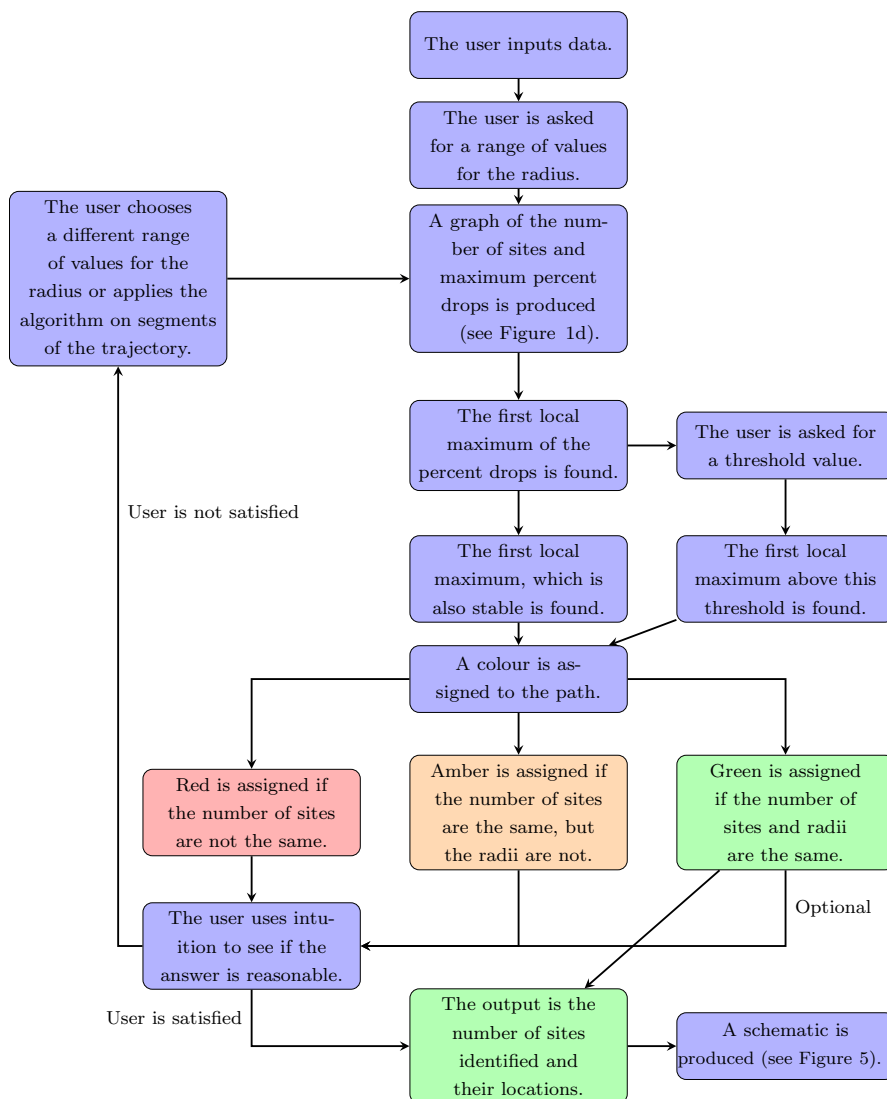 The user inputs data.
The user is asked
for a range of values
for the radius.
The user chooses
a different range
of values for the
radius or applies the
algorithm on segments
of the trajectory.
A graph of the num-
ber of sites and
maximum percent
drops is produced
(see Figure 1d).
The first local
maximum of the
percent drops is found.
The user is asked for
a threshold value.
User is not satisfied
The first local
maximum, which is
also stable is found.
The first local
maximum above this
threshold is found.
A colour is as-
signed to the path.
Red is assigned if
the number of sites
are not the same.
Amber is assigned if
the number of sites
are the same, but
the radii are not.
Green is assigned
if the number of
sites and radii
are the same.
Optional
The user uses intu-
ition to see if the
answer is reasonable.
User is satisfied
The output is the
number of sites
identified and
their locations.
A schematic is
produced (see Figure 5).